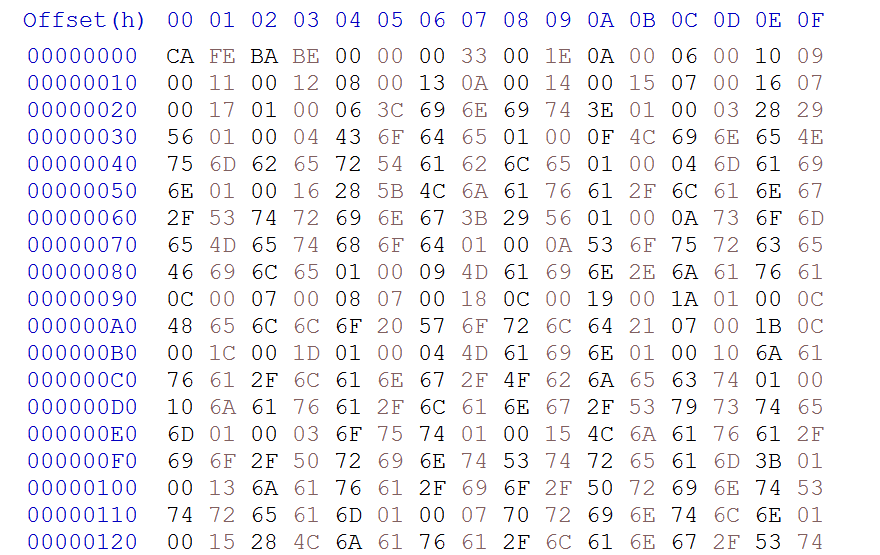 Offset(h) 00 01 02 03 04 05 06 07 08 09 0A 0B 0C 0D 0E 0F
00000000 CA FE BA BE 00 00 00 33 00 1E 0A 00 06 00 10 09
00000010 00 11 00 12 08 00 13 0A 00 14 00 15 07 00 16 07
00000020 00 17 01 00 06 3C 69 6E 69 74 3E 01 00 03 28 29
00000030 56 01 00 04 43 6F 64 65 01 00 0F 4C 69 6E 65 4E
00000040 75 6D 62 65 72 54 61 62 6C 65 01 00 04 6D 61 69
00000050 6E 01 00 16 28 5B 4C 6A 61 76 61 2F 6C 61 6E 67
00000060 2F 53 74 72 69 6E 67 3B 29 56 01 00 0A 73 6F 6D
00000070 65 4D 65 74 68 6F 64 01 00 0A 53 6F 75 72 63 65
00000080 46 69 6C 65 01 00 09 4D 61 69 6E 2E 6A 61 76 61
00000090 0C 00 07 00 08 07 00 18 0C 00 19 00 1A 01 00 0C
000000A0 48 65 6C 6C 6F 20 57 6F 72 6C 64 21 07 00 1B 0C
000000B0 00 1C 00 1D 01 00 04 4D 61 69 6E 01 00 10 6A 61
000000C0 76 61 2F 6C 61 6E 67 2F 4F 62 6A 65 63 74 01 00
000000D0 10 6A 61 76 61 2F 6C 61 6E 67 2F 53 79 73 74 65
000000E0 6D 01 00 03 6F 75 74 01 00 15 4C 6A 61 76 61 2F
000000F0 69 6F 2F 50 72 69 6E 74 53 74 72 65 61 6D 3B 01
00000100 00 13 6A 61 76 61 2F 69 6F 2F 50 72 69 6E 74 53
00000110 74 72 65 61 6D 01 00 07 70 72 69 6E 74 6C 6E 01
00000120 00 15 28 4C 6A 61 76 61 2F 6C 61 6E 67 2F 53 74